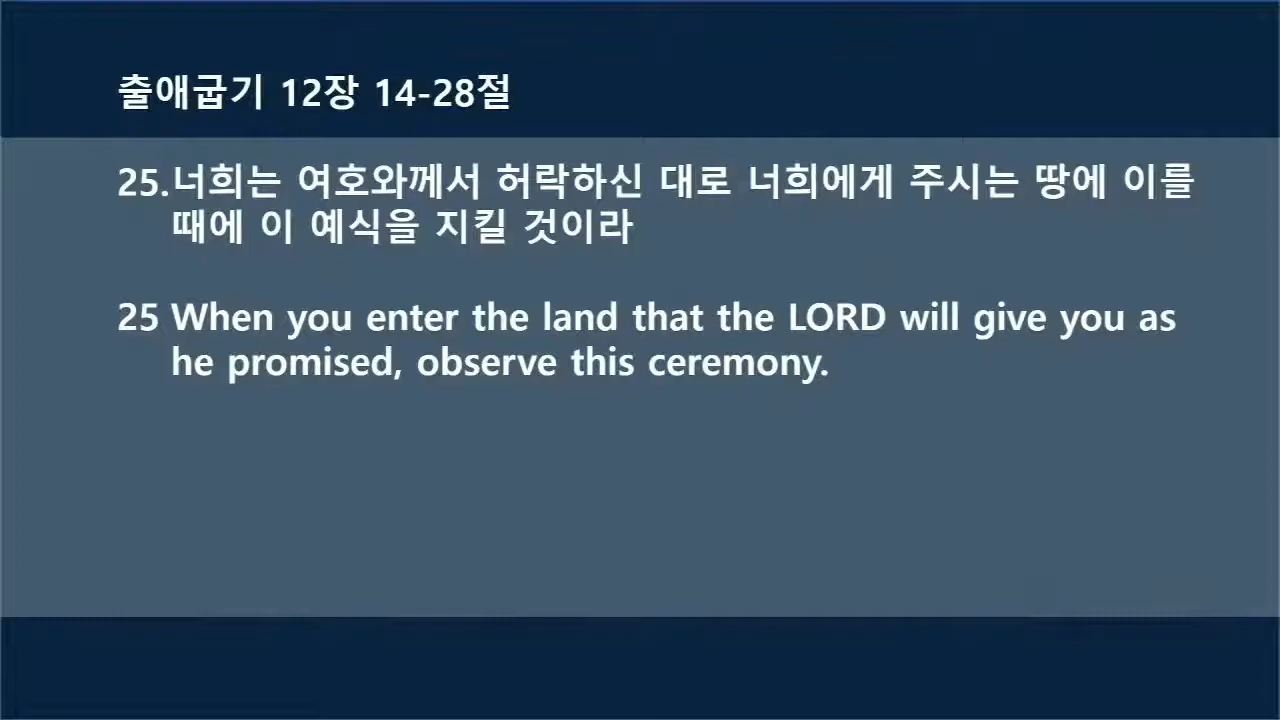 출애굽기 12장 14-28절
25.너희는 여호와께서 허락하신 대로 너희에게 주시는 땅에 이를
때에 이 예식을 지킬 것이라
25 When you enter the land that the LORD will give you as
he promised, observe this ceremony.